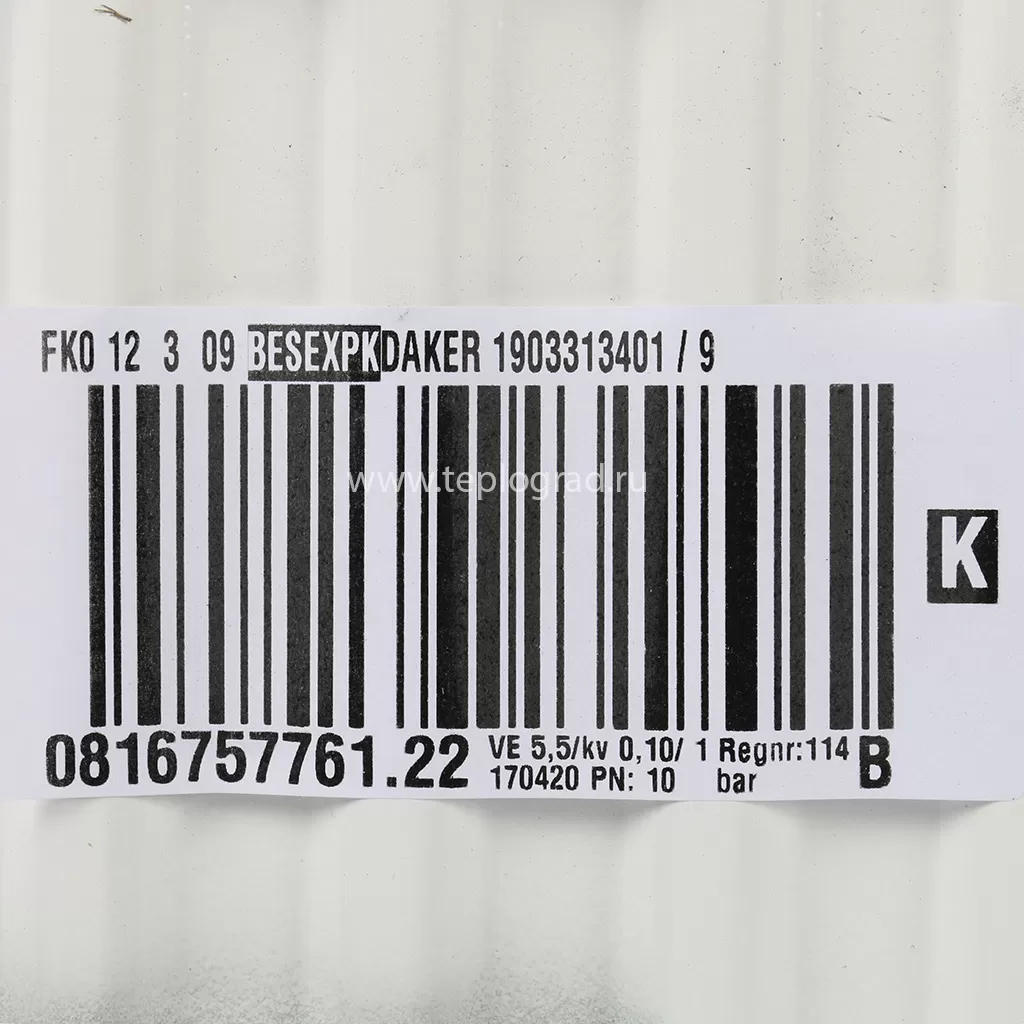 FKO 12 3 09 BESEXPKDAKER 1903313401 / 9
www.teplograd.ru
K
0816757761.22 VE 5,5/kv 0,10/ 1 Regnr:114 B
170420 PN: 10 bar